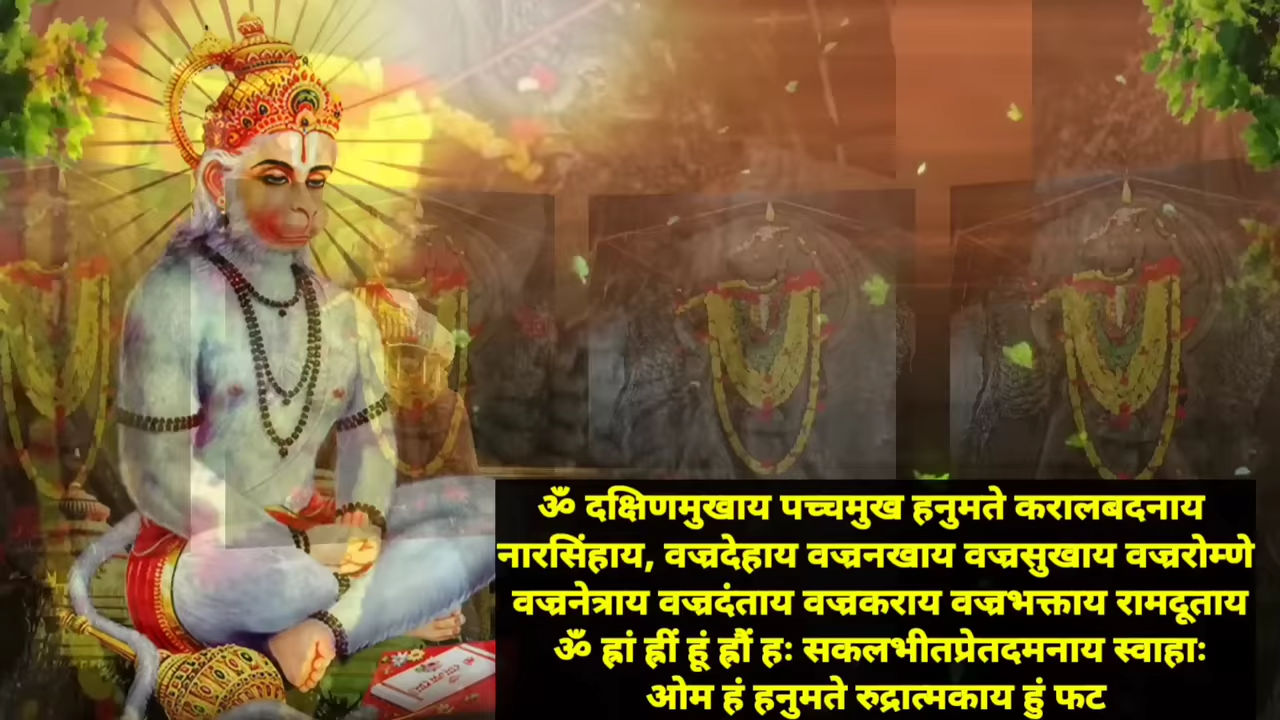 ॐ दक्षिणमुखाय पच्चमुख हनुमते करालबदनाय
नारसिंहाय, वज्रदेहाय वज्रनखाय वज्रसुखाय वज्ररोम्णे
वज्रनेत्राय वज्रदंताय वज्रकराय वज्रभक्ताय रामदूताय
ॐ ह्रां ह्रीं हूं ह्रौं हः सकलभीतप्रेतदमनाय स्वाहाः
ओम हं हनुमते रुद्रात्मकाय हुं फट